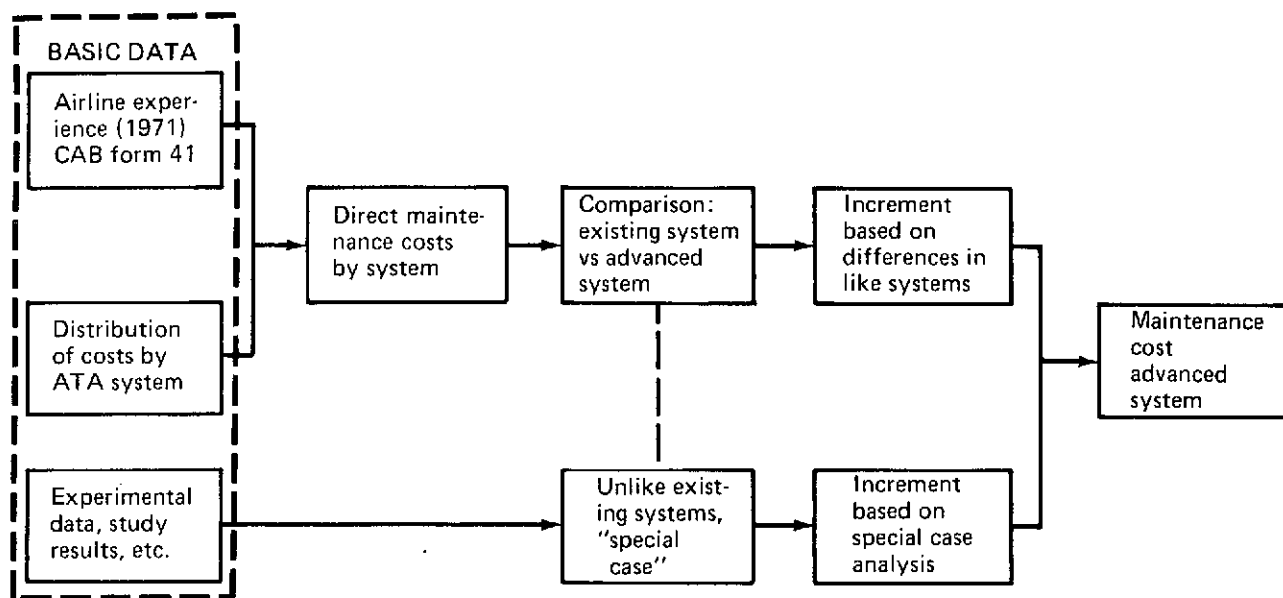 BASIC DATA
Airline exper-
ience (1971)
CAB form 41
Distribution
of costs by
ATA system
Experimental
data, study
results, etc.
Direct mainte-
nance costs
by system
Comparison:
existing system
vs advanced
system
Unlike exist-
ing systems,
"special
case"
Increment
based on
differences in
like systems
Increment
based on
special case
analysis
Maintenance
cost
advanced
system